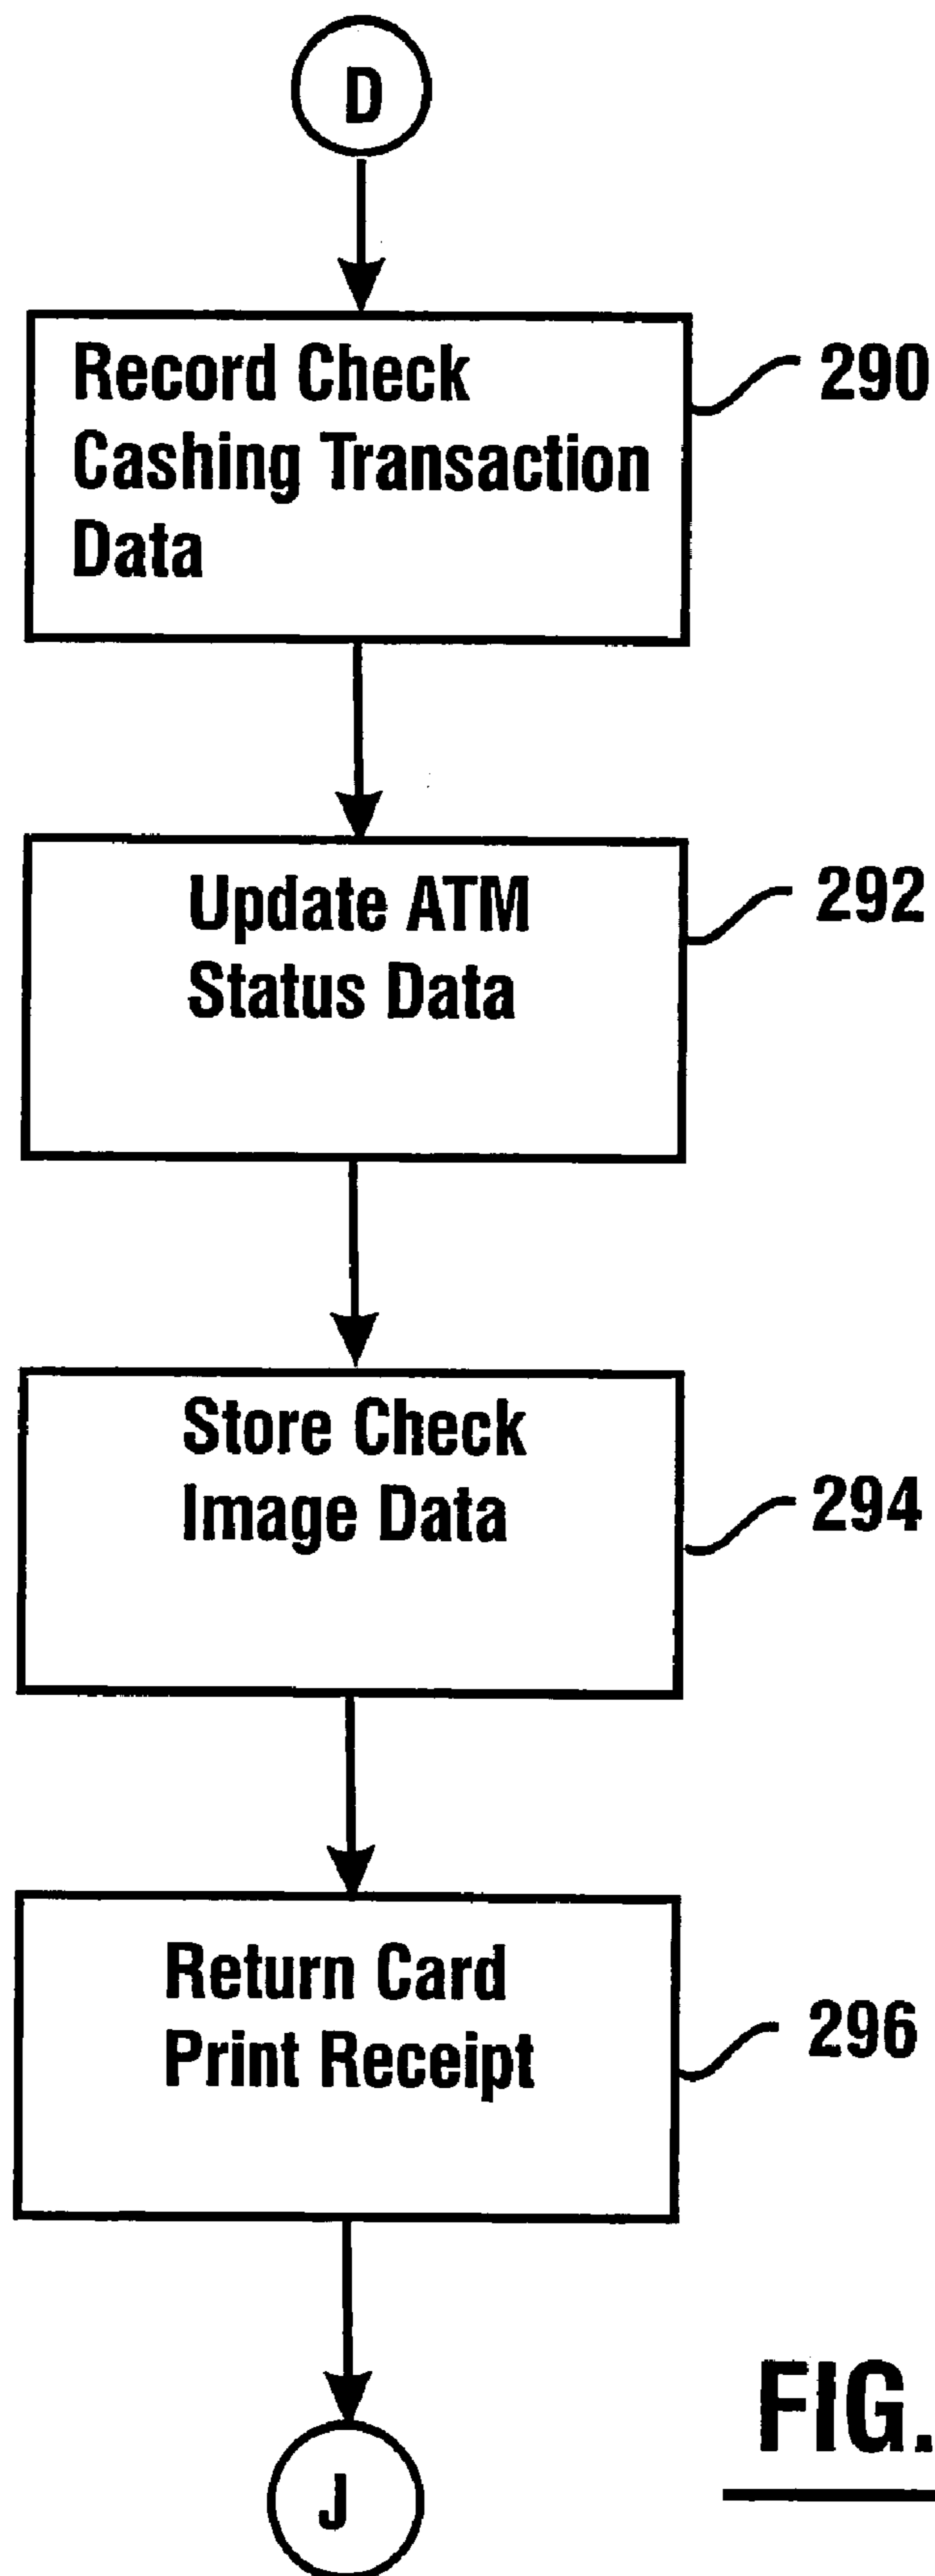 D
Record Check
Cashing Transaction
Data
290
Update ATM
Status Data
292
Store Check
Image Data
294
Return Card
Print Receipt
296
FIG.
J